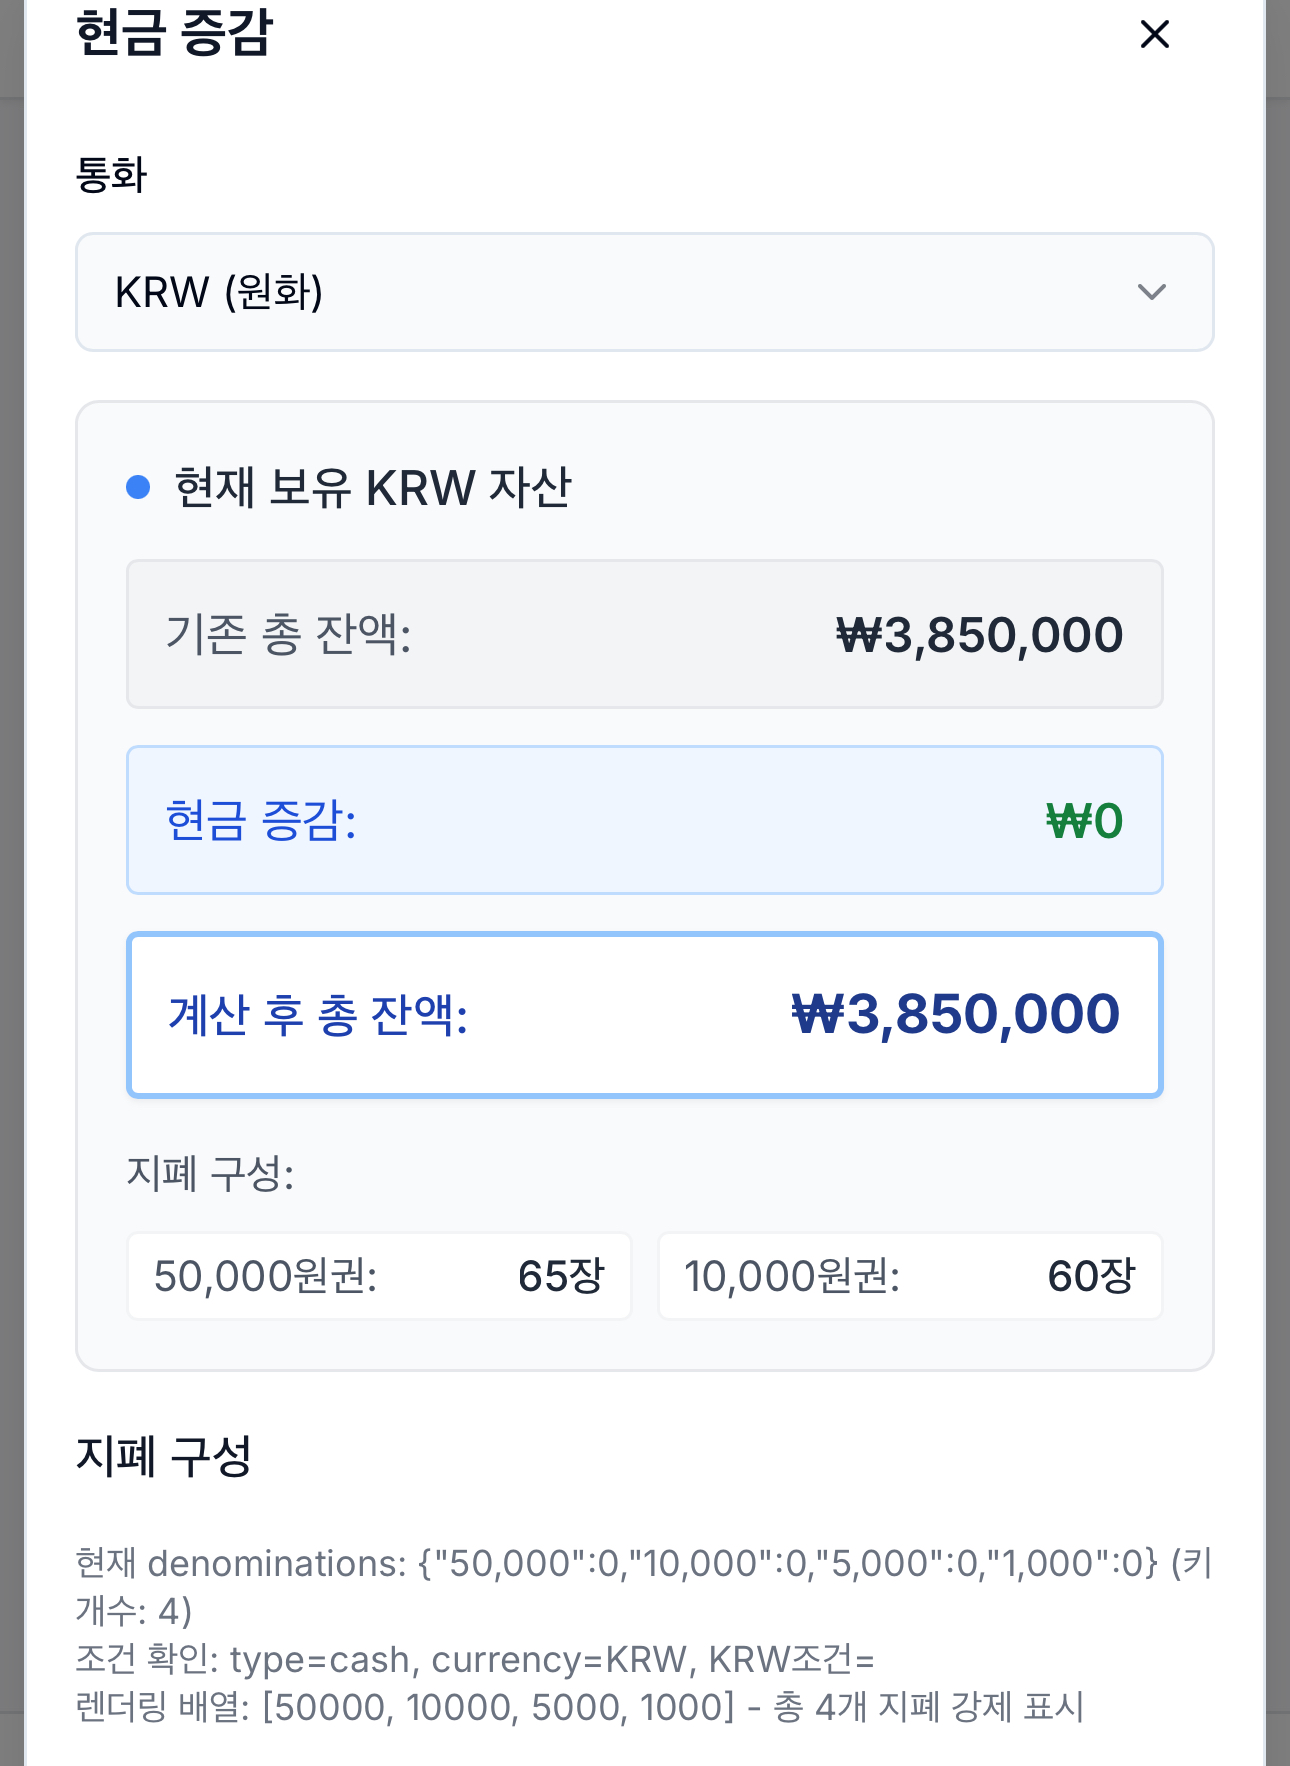 현금 증감
통화
KRW (원화)
현재 보유 KRW 자산
기존 총 잔액: ₩3,850,000
현금 증감: ₩0
계산 후 총 잔액: ₩3,850,000
지폐 구성:
50,000원권: 65장 10,000원권: 60장
지폐 구성
현재 denominations: {"50,000":0,"10,000":0,"5,000":0,"1,000":0} (키
개수: 4)
조건 확인: type=cash, currency=KRW, KRW조건=
렌더링 배열: [50000, 10000, 5000, 1000] - 총 4개 지폐 강제 표시